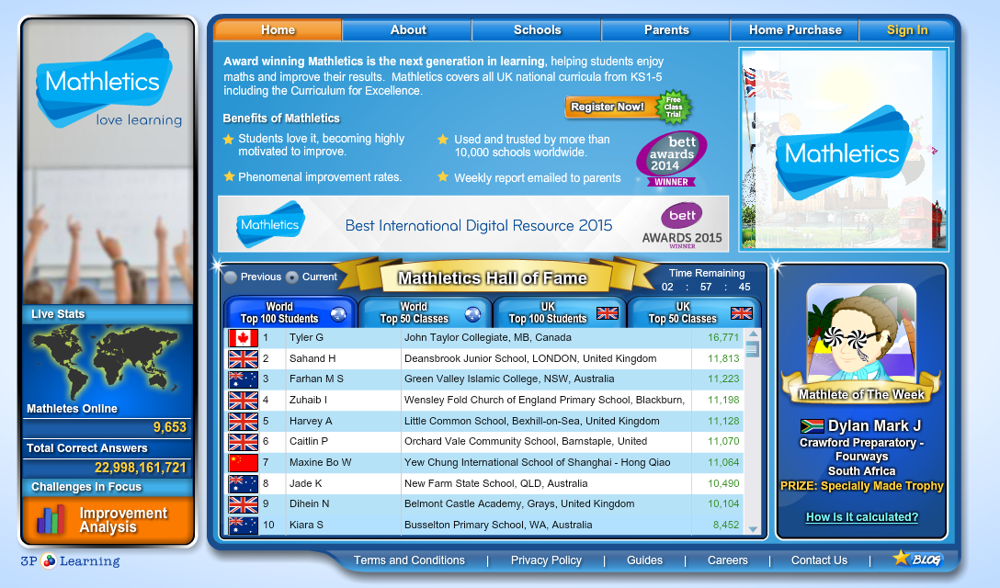 Mathletics
love learning
Live Stats
Mathletes Online
9,653
Total Correct Answers
22,998,161,721
Challenges in Focus
Improvement
Analysis
3P Learning
Home About Schools Parents Home Purchase Sign In
Award winning Mathletics is the next generation in learning, helping students enjoy
maths and improve their results. Mathletics covers all UK national curricula from KS1-5
including the Curriculum for Excellence.
Register Now!
Free
Class
Trial
Benefits of Mathletics
Students love it, becoming highly
motivated to improve.
Phenomenal improvement rates.
Used and trusted by more than
10,000 schools worldwide.
Weekly report emailed to parents
bett
awards
2014
WINNER
Mathletics
Mathletics
Best International Digital Resource 2015
bett
AWARDS 2015
WINNER
Previous Current
Mathletics Hall of Fame
Time Remaining
02 : 57 : 45
World
Top 100 Students
World
Top 50 Classes
UK
Top 100 Students
UK
Top 50 Classes
1 Tyler G John Taylor Collegiate, MB, Canada 16,771
2 Sahand H Deansbrook Junior School, LONDON, United Kingdom 11,813
3 Farhan M S Green Valley Islamic College, NSW, Australia 11,223
4 Zuhaib I Wensley Fold Church of England Primary School, Blackburn, 11,198
5 Harvey A Little Common School, Bexhill-on-Sea, United Kingdom 11,128
6 Caitlin P Orchard Vale Community School, Barnstaple, United 11,070
7 Maxine Bo W Yew Chung International School of Shanghai - Hong Qiao 11,064
8 Jade K New Farm State School, QLD, Australia 10,490
9 Dihein N Belmont Castle Academy, Grays, United Kingdom 10,104
10 Kiara S Busselton Primary School, WA, Australia 8,452
Mathlete of The Week
Dylan Mark J
Crawford Preparatory -
Fourways
South Africa
PRIZE: Specially Made Trophy
How is it calculated?
Terms and Conditions | Privacy Policy | Guides | Careers | Contact Us | BLOG